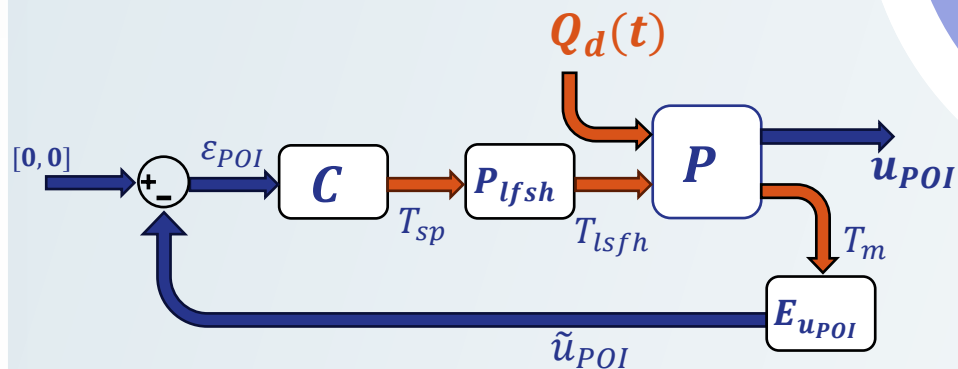 Q_d(t)
[0,0]
ε_POI
+
-
C
T_sp
P_lfsh
T_lsfh
P
u_POI
T_m
E_u_POI
ũ_POI